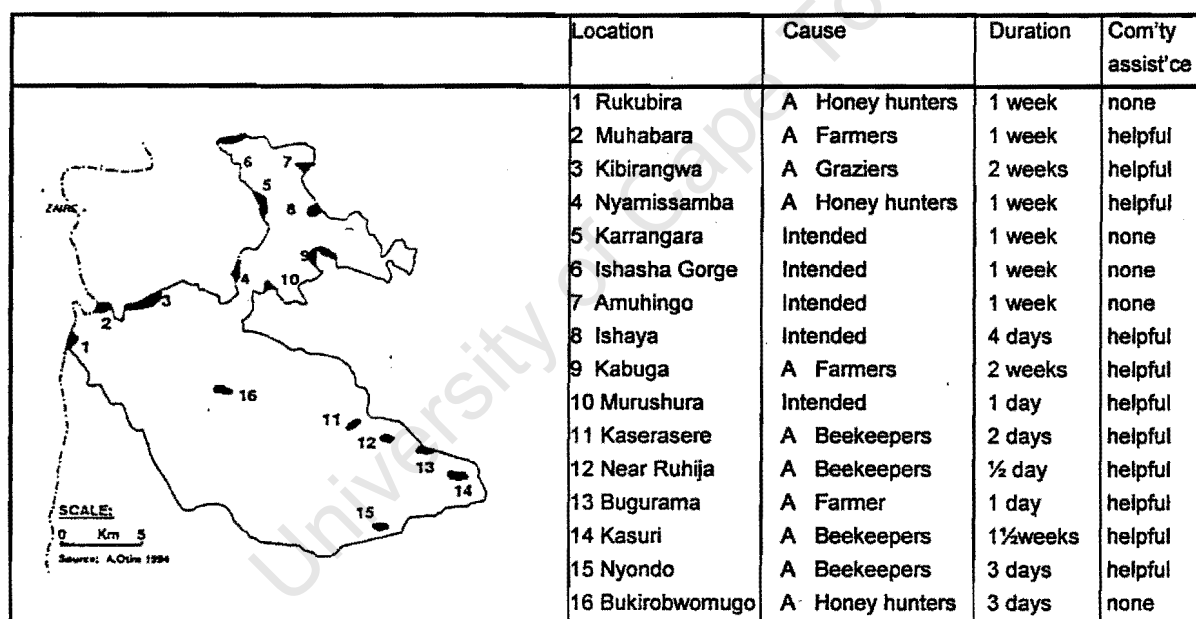 Location Cause Duration Com'ty assist'ce
1 Rukubira A Honey hunters 1 week none
2 Muhabara A Farmers 1 week helpful
3 Kibirangwa A Graziers 2 weeks helpful
4 Nyamissamba A Honey hunters 1 week helpful
5 Karrangara Intended 1 week none
6 Ishasha Gorge Intended 1 week none
7 Amuhingo Intended 1 week none
8 Ishaya Intended 4 days helpful
9 Kabuga A Farmers 2 weeks helpful
10 Murushura Intended 1 day helpful
11 Kaserasere A Beekeepers 2 days helpful
12 Near Ruhija A Beekeepers ½ day helpful
13 Bugurama A Farmer 1 day helpful
14 Kasuri A Beekeepers 1½weeks helpful
15 Nyondo A Beekeepers 3 days helpful
16 Bukirobwomugo A Honey hunters 3 days none
6 7
5
ZAIRE
8
9
4 10
3
2
1
16
11
12
13
14
15
SCALE:
0 Km 5
Source: A.Otim 1994
University of Cape To